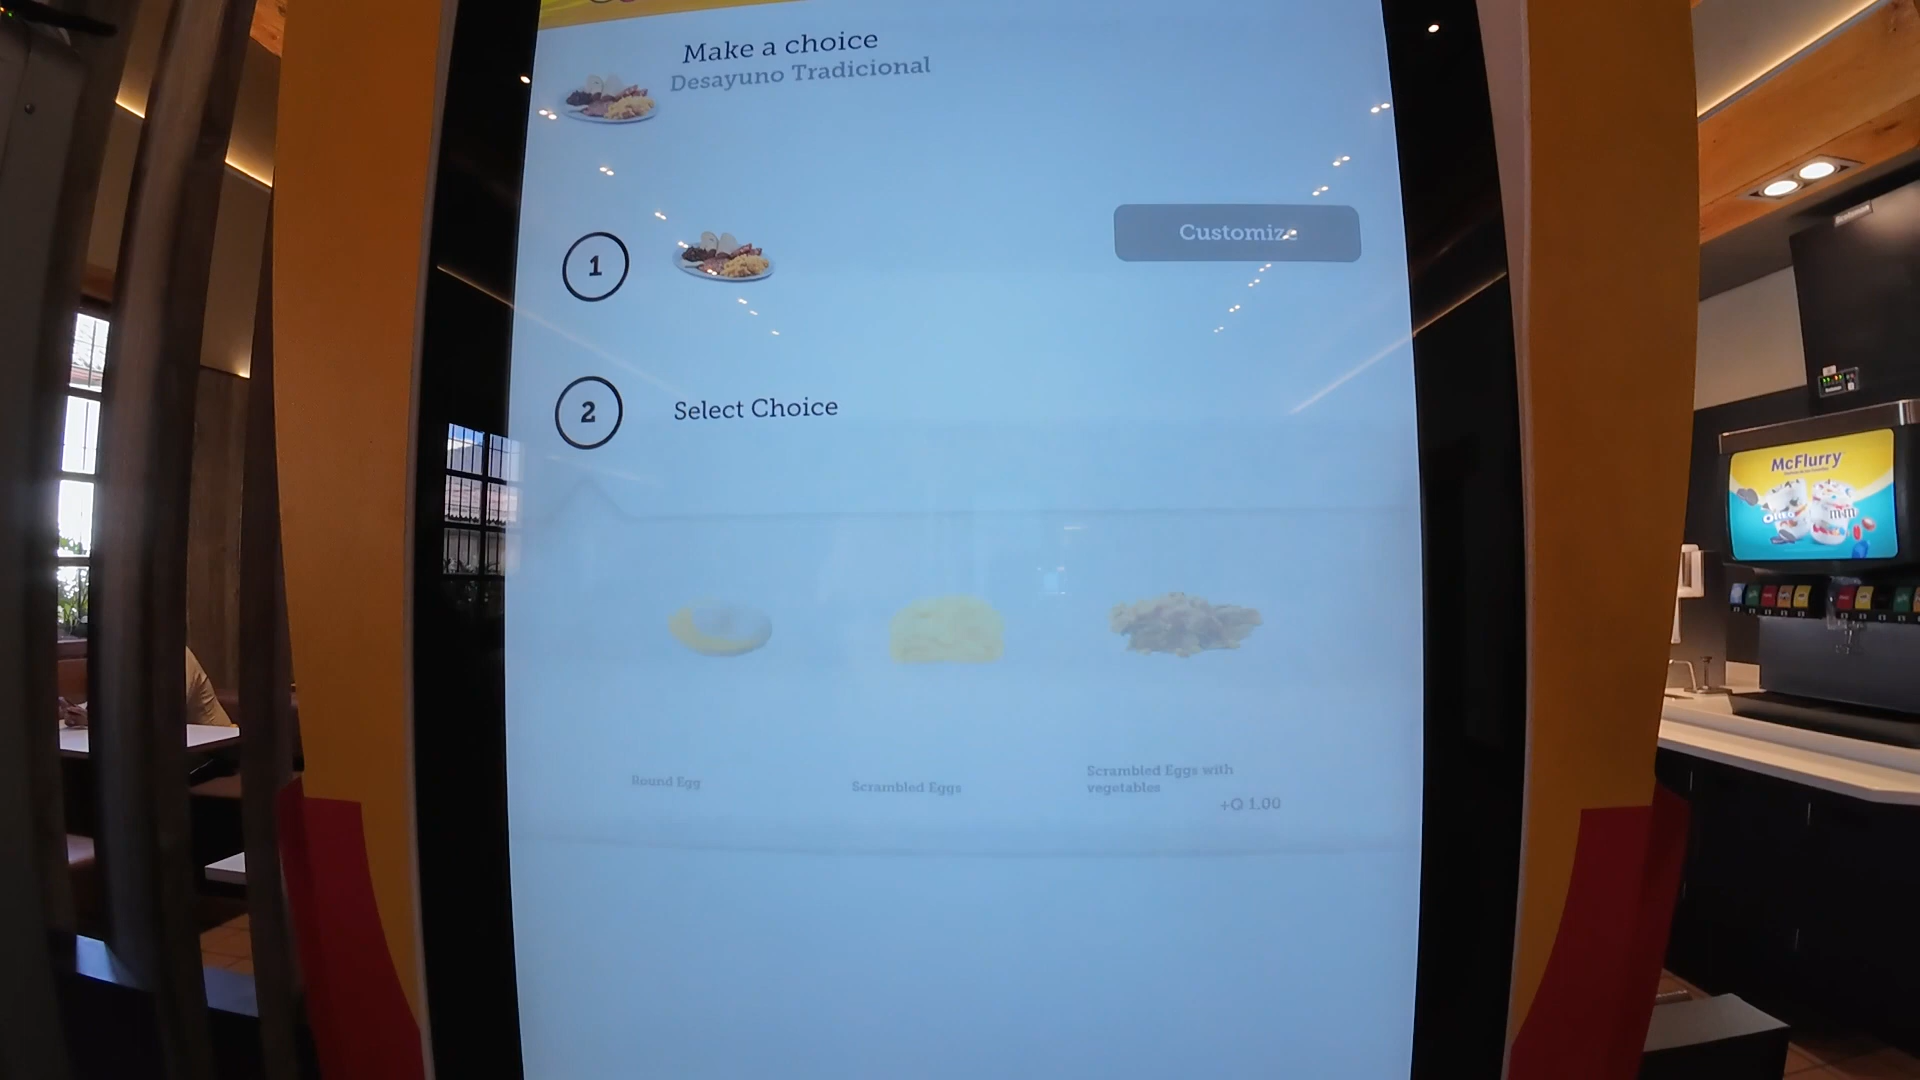 Make a choice
Desayuno Tradicional
1
Customize
2
Select Choice
Round Egg
Scrambled Eggs
Scrambled Eggs with
vegetables
+Q 1.00
McFlurry
OREO
m&m